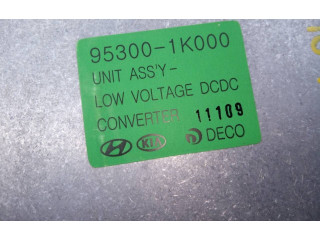 95300-1K000
UNIT ASS'Y-
LOW VOLTAGE DCDC
CONVERTER 11109
KIA DECO